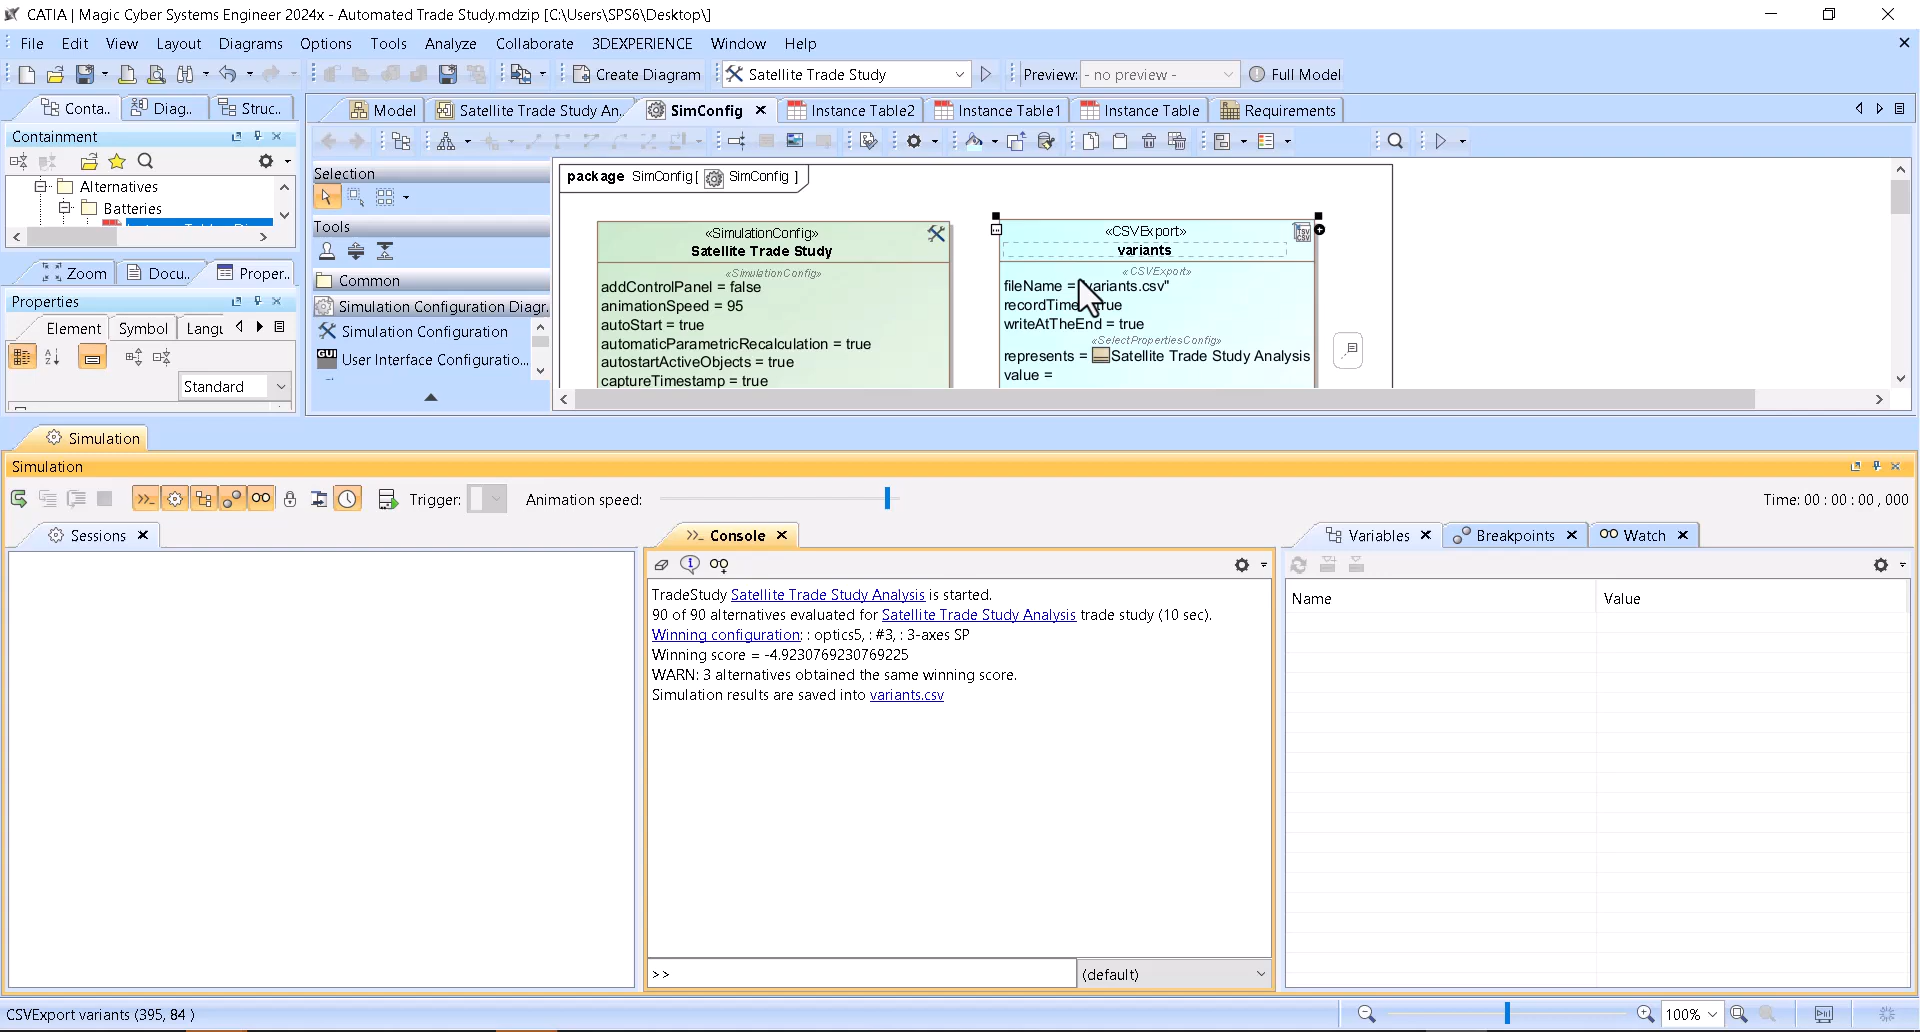 CATIA | Magic Cyber Systems Engineer 2024x - Automated Trade Study.mdzip [C:\Users\SPS6\Desktop\]
File Edit View Layout Diagrams Options Tools Analyze Collaborate 3DEXPERIENCE Window Help
Create Diagram Satellite Trade Study Preview: - no preview - Full Model
Conta.. Diag.. Struc..
Model Satellite Trade Study An.. SimConfig Instance Table2 Instance Table1 Instance Table Requirements
Containment
Alternatives
Batteries
Zoom Docu.. Proper..
Properties
Element Symbol Langu
Standard
Selection
Tools
Common
Simulation Configuration Diagr.
Simulation Configuration
User Interface Configuratio...
package SimConfig[ SimConfig ]
«SimulationConfig»
Satellite Trade Study
«SimulationConfig»
addControlPanel = false
animationSpeed = 95
autoStart = true
automaticParametricRecalculation = true
autostartActiveObjects = true
captureTimestamp = true
TSV
CSV
«CSVExport»
variants
«CSVExport»
fileName = "variants.csv"
recordTime = true
writeAtTheEnd = true
«SelectPropertiesConfig»
represents = Satellite Trade Study Analysis
value =
Simulation
Simulation
Trigger: Animation speed: Time: 00 : 00 : 00 , 000
Sessions
Console
Variables Breakpoints Watch
Name Value
TradeStudy Satellite Trade Study Analysis is started.
90 of 90 alternatives evaluated for Satellite Trade Study Analysis trade study (10 sec).
Winning configuration: : optics5, : #3, : 3-axes SP
Winning score = -4.9230769230769225
WARN: 3 alternatives obtained the same winning score.
Simulation results are saved into variants.csv
>> (default)
CSVExport variants (395, 84 ) 100%